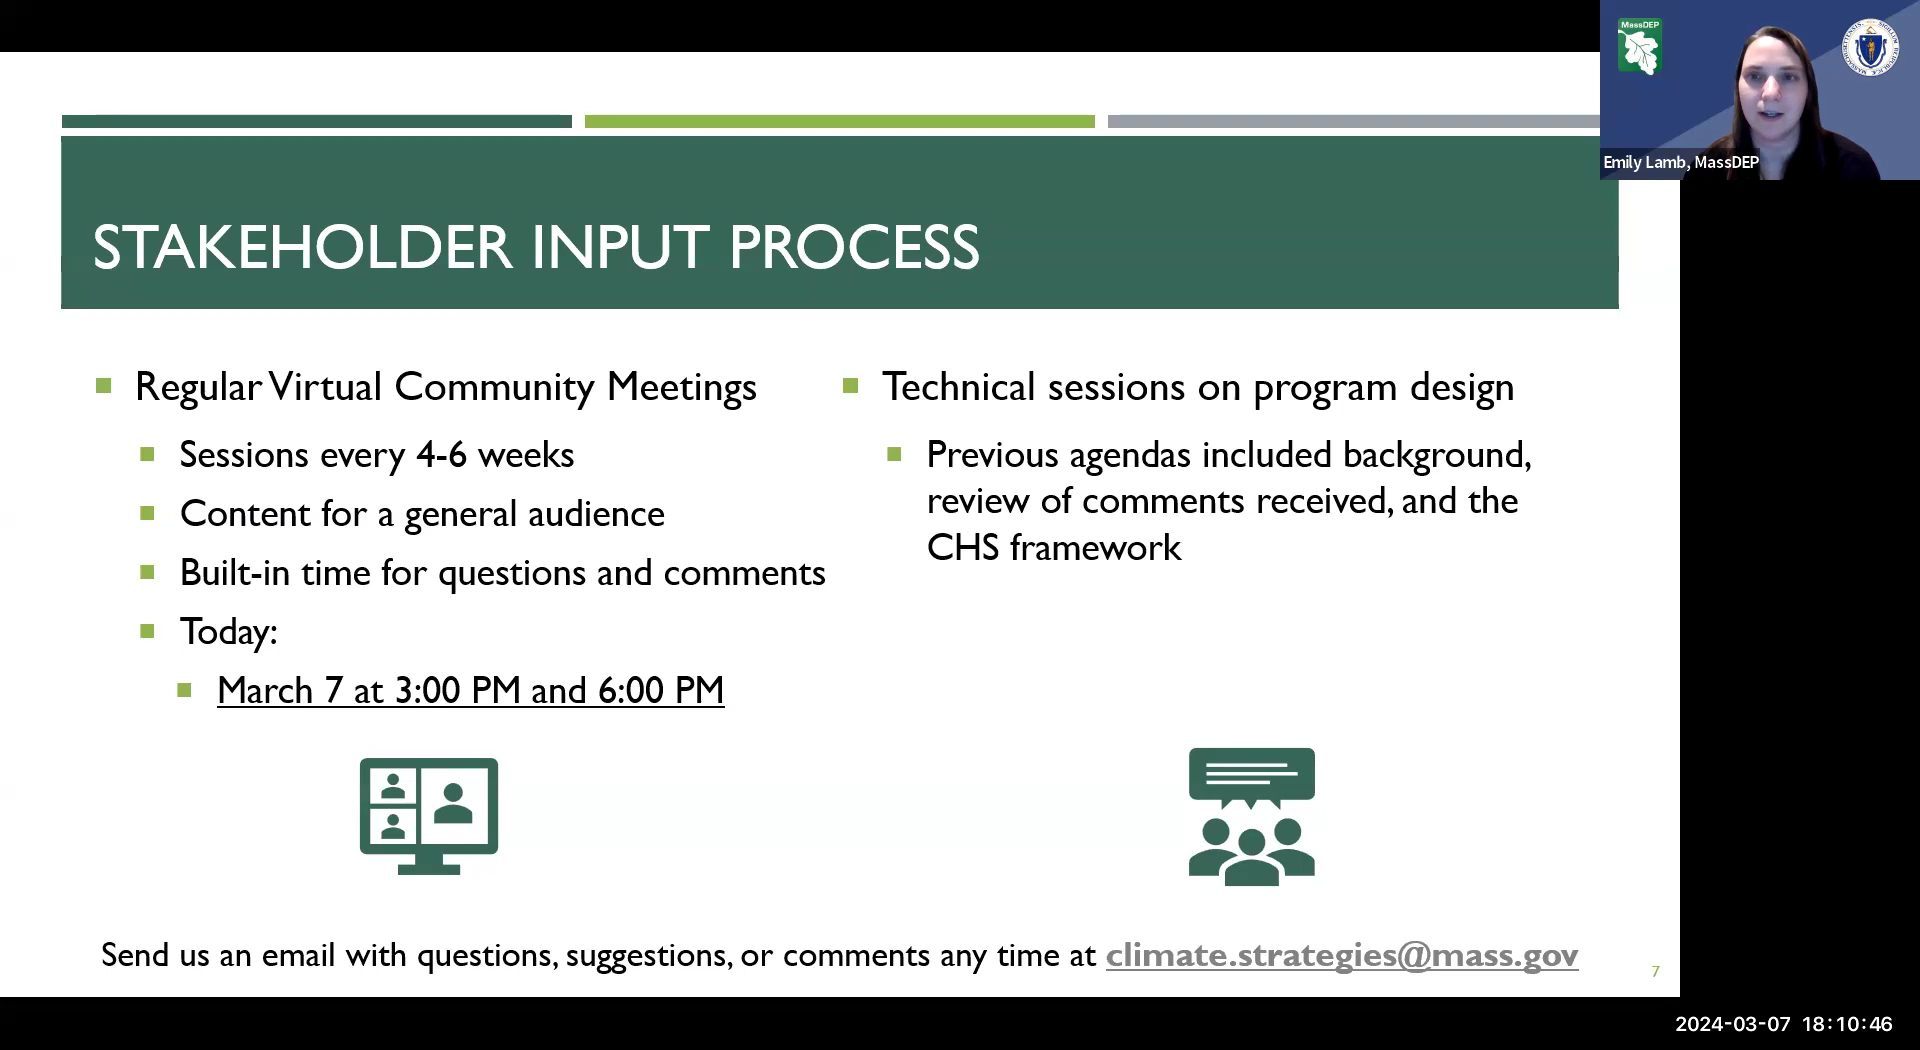 MassDEP
Emily Lamb, MassDEP
STAKEHOLDER INPUT PROCESS
Regular Virtual Community Meetings
Sessions every 4-6 weeks
Content for a general audience
Built-in time for questions and comments
Today:
March 7 at 3:00 PM and 6:00 PM
Technical sessions on program design
Previous agendas included background,
review of comments received, and the
CHS framework
Send us an email with questions, suggestions, or comments any time at climate.strategies@mass.gov
7
2024-03-07 18:10:46